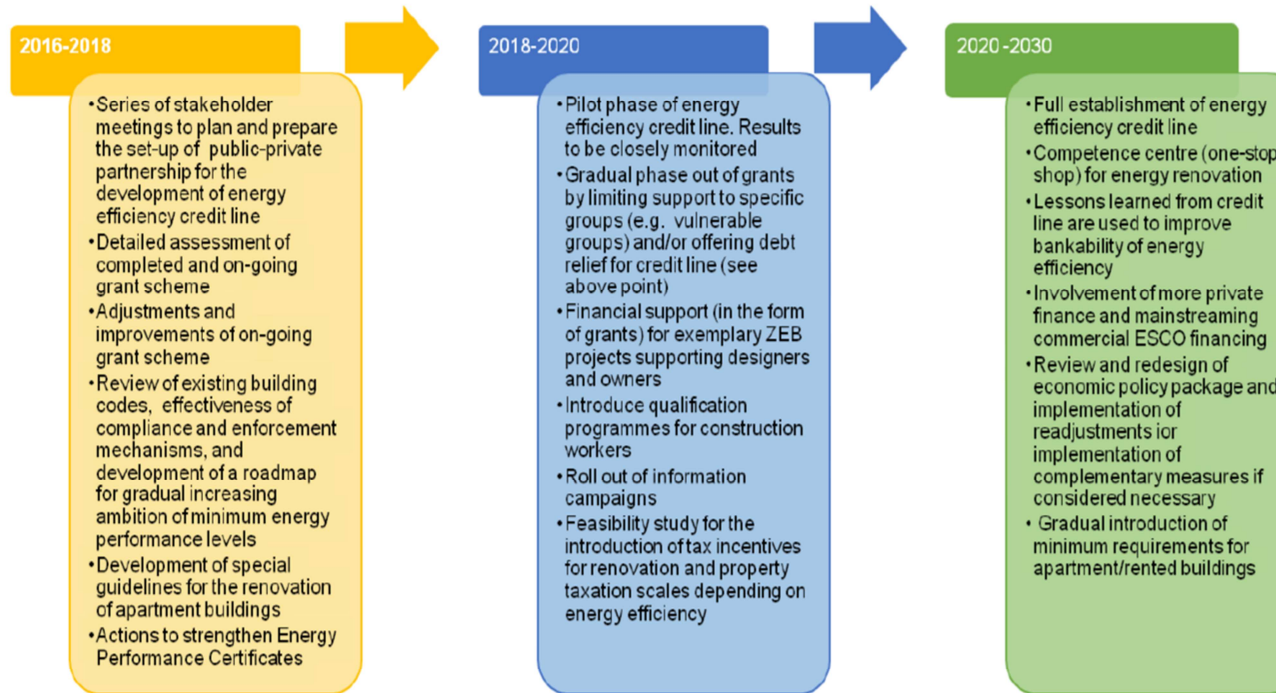 2016-2018
•Series of stakeholder
meetings to plan and prepare
the set-up of public-private
partnership for the
development of energy
efficiency credit line
•Detailed assessment of
completed and on-going
grant scheme
•Adjustments and
improvements of on-going
grant scheme
•Review of existing building
codes, effectiveness of
compliance and enforcement
mechanisms, and
development of a roadmap
for gradual increasing
ambition of minimum energy
performance levels
•Development of special
guidelines for the renovation
of apartment buildings
•Actions to strengthen Energy
Performance Certificates
2018-2020
•Pilot phase of energy
efficiency credit line. Results
to be closely monitored
•Gradual phase out of grants
by limiting support to specific
groups (e.g. vulnerable
groups) and/or offering debt
relief for credit line (see
above point)
•Financial support (in the form
of grants) for exemplary ZEB
projects supporting designers
and owners
•Introduce qualification
programmes for construction
workers
•Roll out of information
campaigns
•Feasibility study for the
introduction of tax incentives
for renovation and property
taxation scales depending on
energy efficiency
2020-2030
•Full establishment of energy
efficiency credit line
•Competence centre (one-stop
shop) for energy renovation
•Lessons learned from credit
line are used to improve
bankability of energy
efficiency
•Involvement of more private
finance and mainstreaming
commercial ESCO financing
•Review and redesign of
economic policy package and
implementation of
readjustments ior
implementation of
complementary measures if
considered necessary
• Gradual introduction of
minimum requirements for
apartment/rented buildings